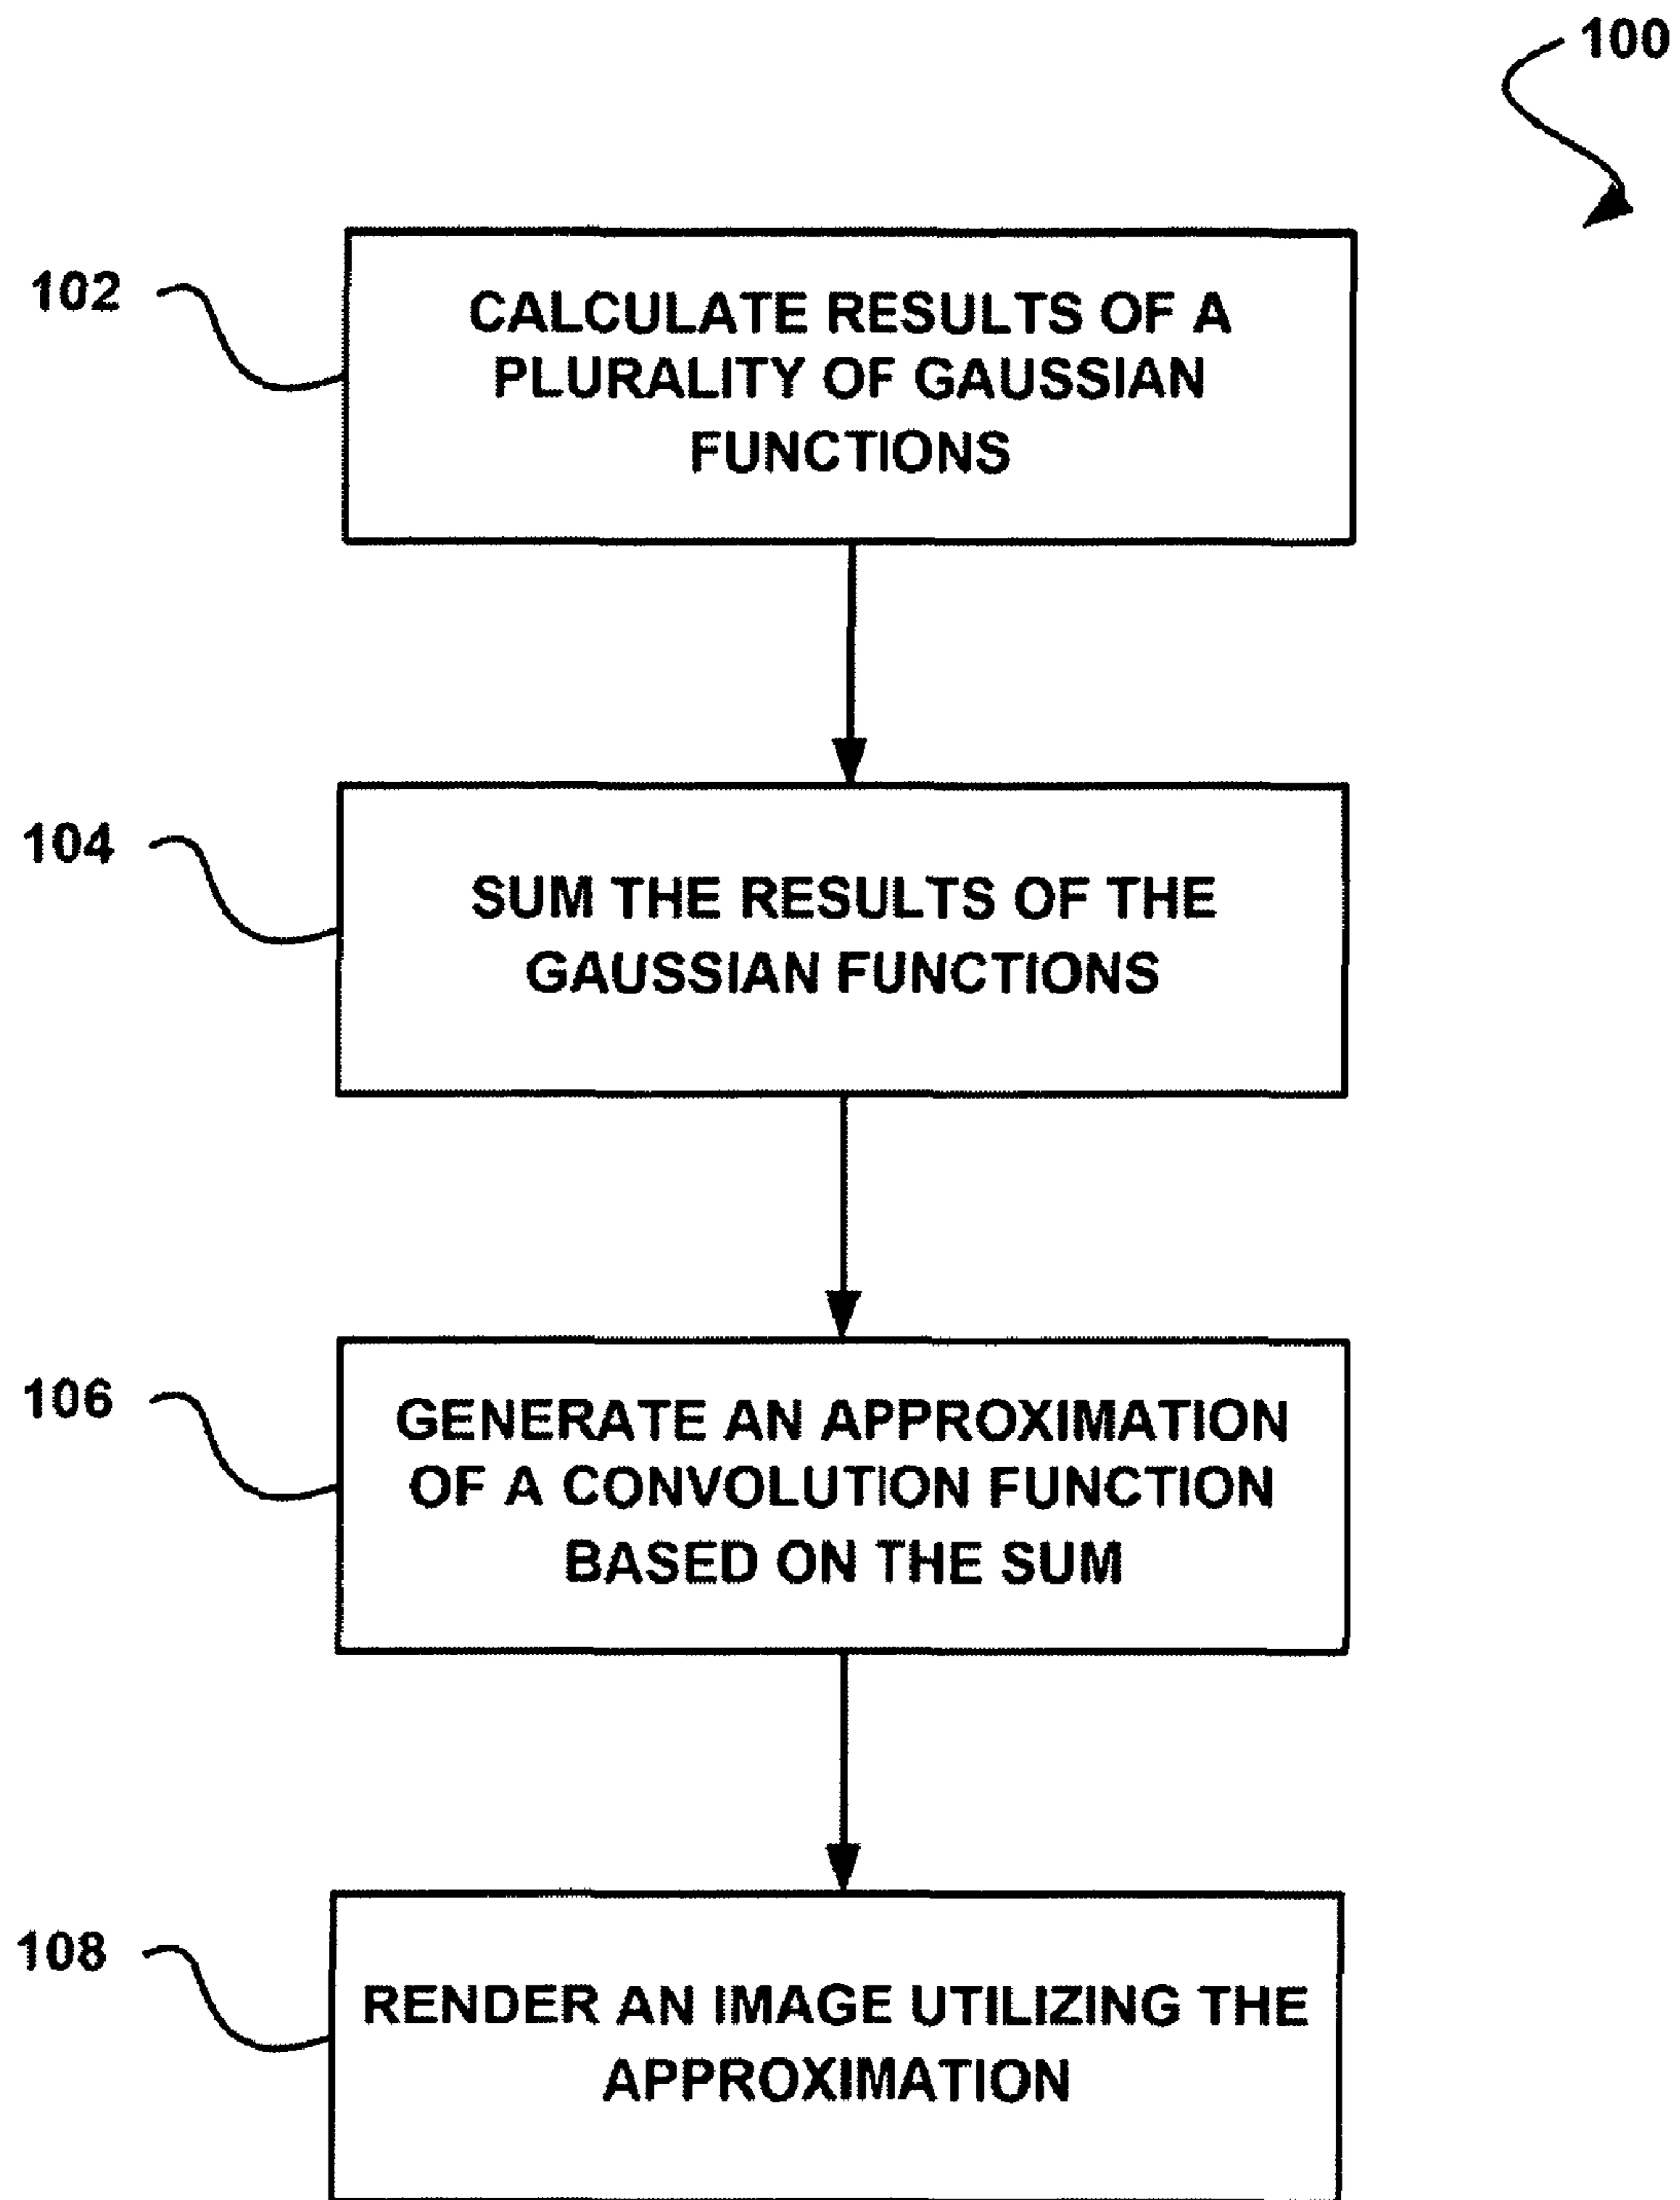 100
102
CALCULATE RESULTS OF A
PLURALITY OF GAUSSIAN
FUNCTIONS
104
SUM THE RESULTS OF THE
GAUSSIAN FUNCTIONS
106
GENERATE AN APPROXIMATION
OF A CONVOLUTION FUNCTION
BASED ON THE SUM
108
RENDER AN IMAGE UTILIZING THE
APPROXIMATION